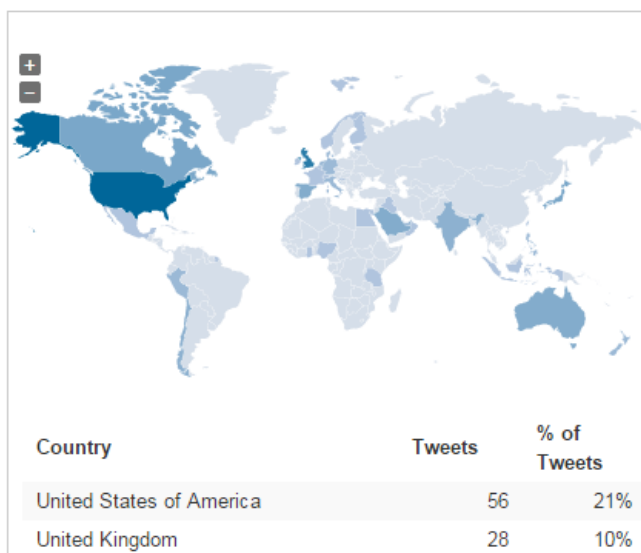 +
−
Country Tweets % of Tweets
United States of America 56 21%
United Kingdom 28 10%